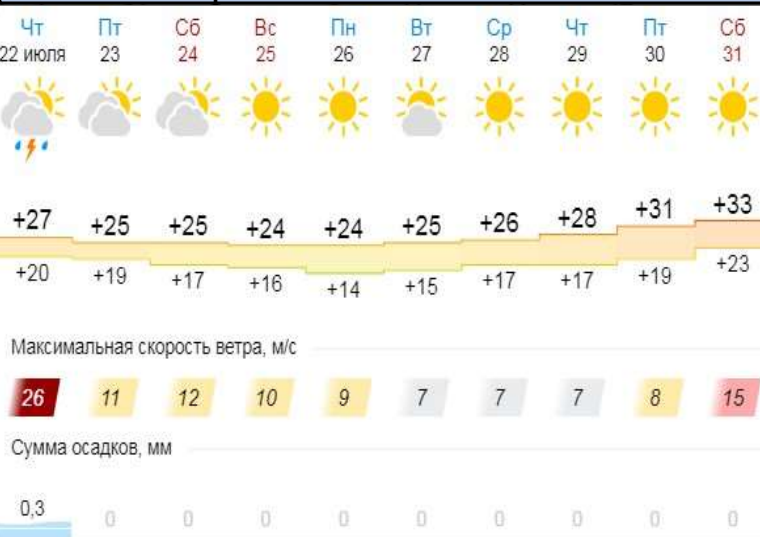 Чт Пт Сб Вс Пн Вт Ср Чт Пт Сб
22 июля 23 24 25 26 27 28 29 30 31
+27 +25 +25 +24 +24 +25 +26 +28 +31 +33
+20 +19 +17 +16 +14 +15 +17 +17 +19 +23
Максимальная скорость ветра, м/с
26 11 12 10 9 7 7 7 8 15
Сумма осадков, мм
0,3 0 0 0 0 0 0 0 0 0